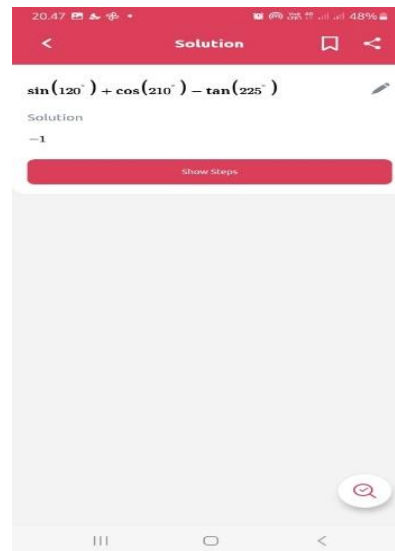 20.47 48%
Solution
sin(120°) + cos(210°) − tan(225°)
Solution
−1
Show Steps